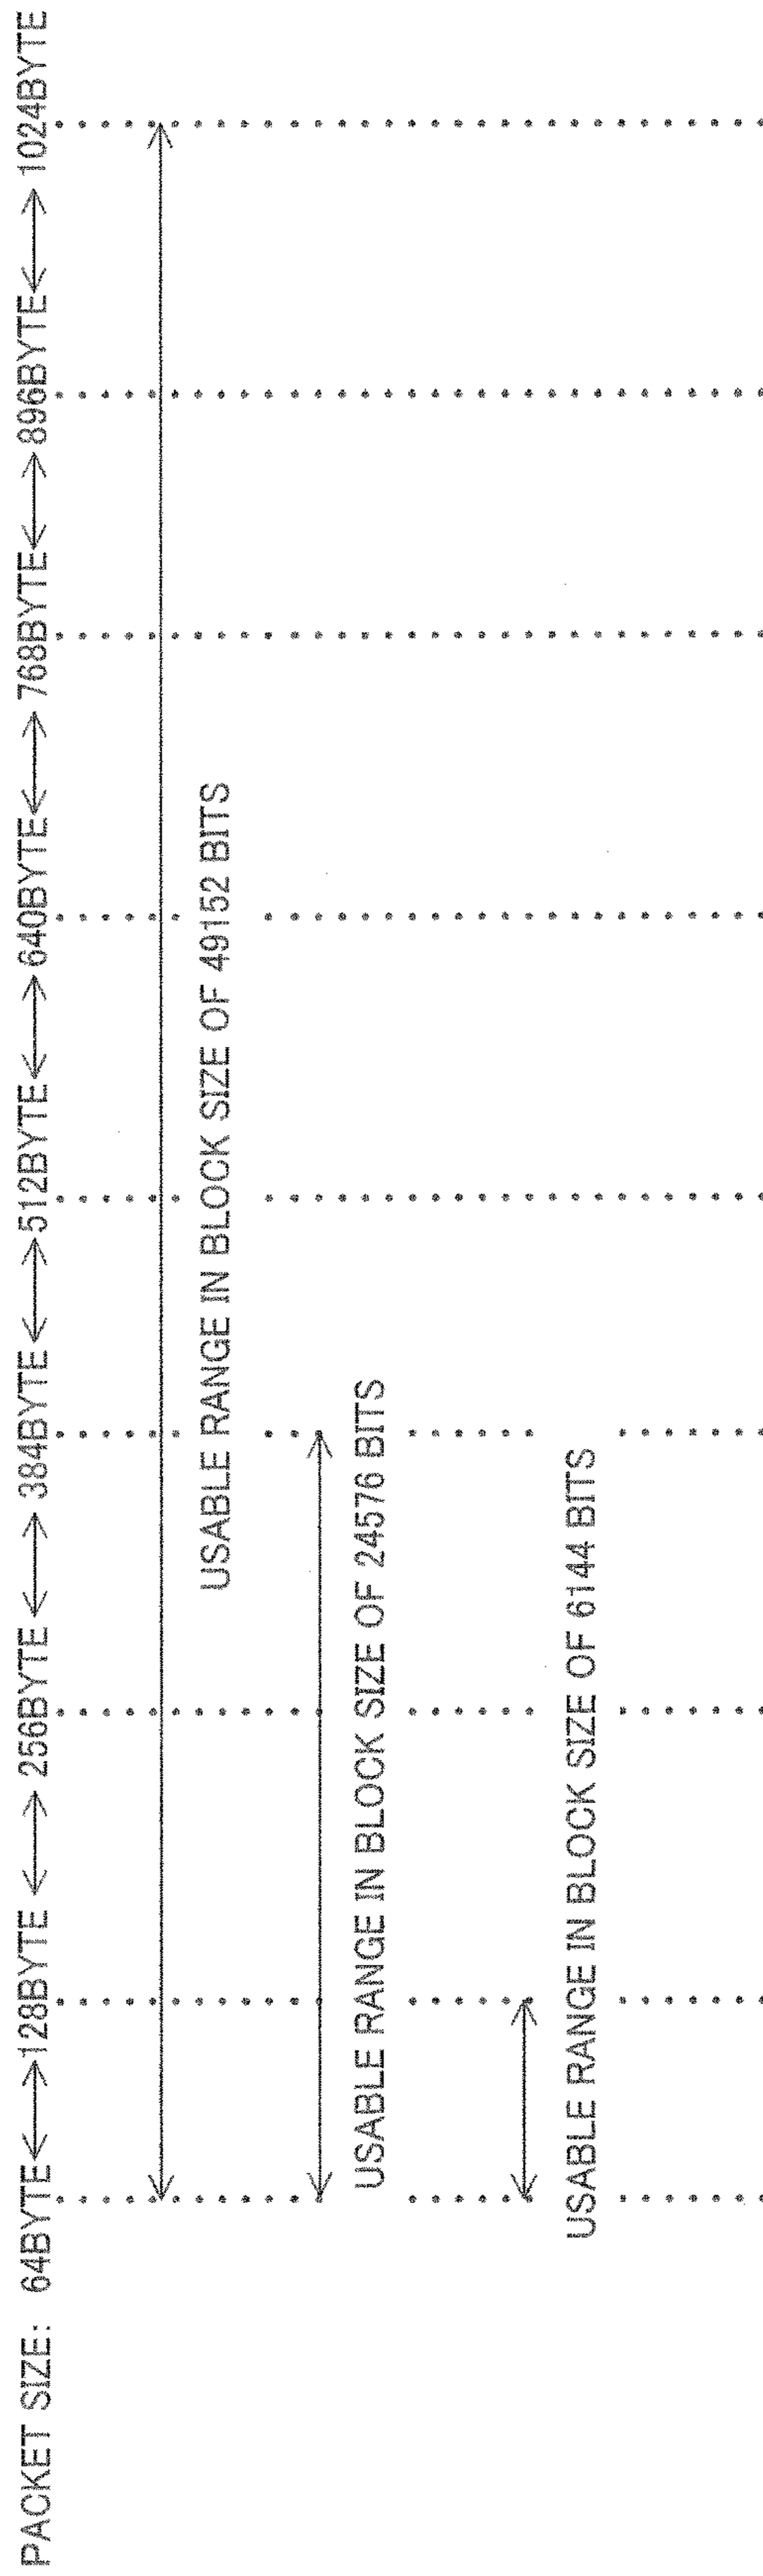 PACKET SIZE: 64BYTE 128BYTE 256BYTE 384BYTE 512BYTE 640BYTE 768BYTE 896BYTE 1024BYTE
USABLE RANGE IN BLOCK SIZE OF 49152 BITS
USABLE RANGE IN BLOCK SIZE OF 24576 BITS
USABLE RANGE IN BLOCK SIZE OF 6144 BITS